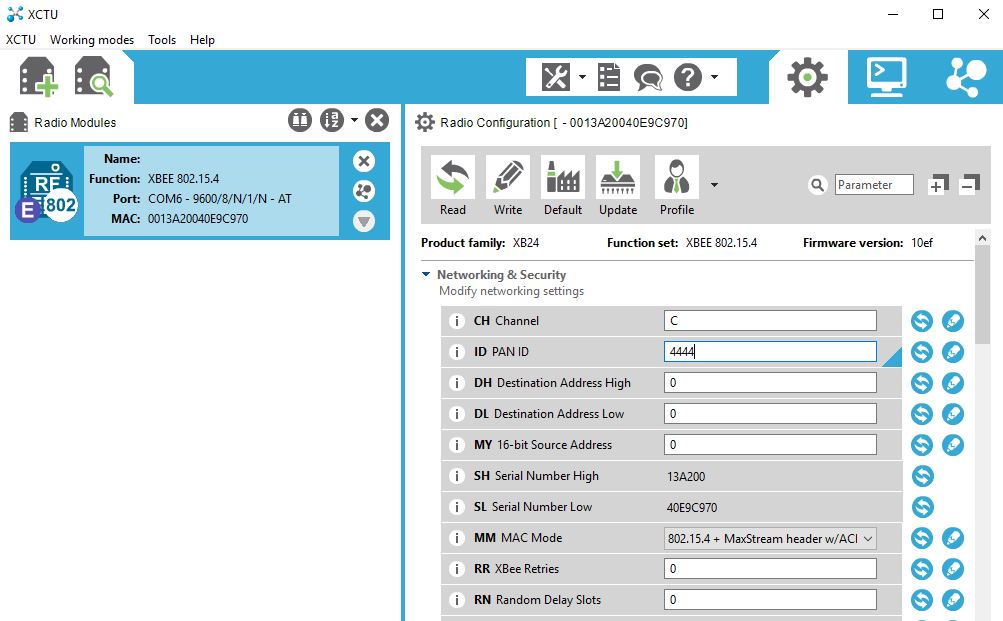 XCTU
XCTU Working modes Tools Help
Radio Modules
Radio Configuration [ - 0013A20040E9C970]
RF
E 802
Name:
Function: XBEE 802.15.4
Port: COM6 - 9600/8/N/1/N - AT
MAC: 0013A20040E9C970
Read Write Default Update Profile
Parameter
Product family: XB24 Function set: XBEE 802.15.4 Firmware version: 10ef
Networking & Security
Modify networking settings
i CH Channel C
i ID PAN ID 4444
i DH Destination Address High 0
i DL Destination Address Low 0
i MY 16-bit Source Address 0
i SH Serial Number High 13A200
i SL Serial Number Low 40E9C970
i MM MAC Mode 802.15.4 + MaxStream header w/ACI
i RR XBee Retries 0
i RN Random Delay Slots 0